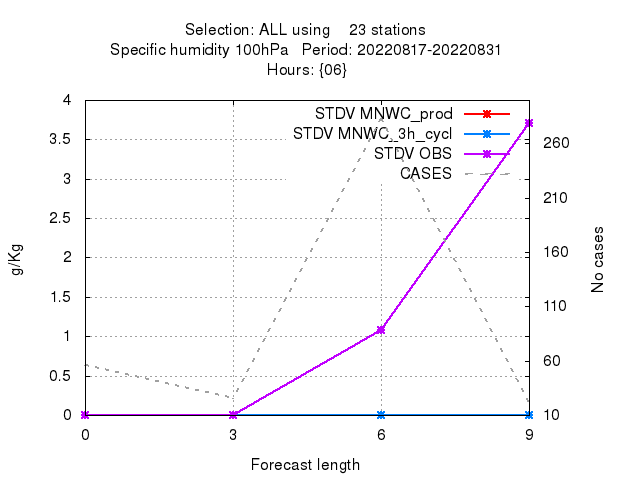 Selection: ALL using    23 stations
Specific humidity 100hPa   Period: 20220817-20220831
Hours: {06}
STDV MNWC_prod
STDV MNWC_3h_cycl
STDV OBS
CASES
4
3.5
3
2.5
2
1.5
1
0.5
0
260
210
160
110
60
10
g/Kg
No cases
0 3 6 9
Forecast length